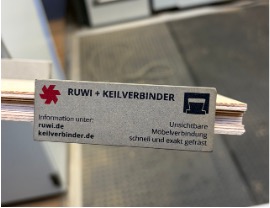 RUWI + KEILVERBINDER
Information unter:
ruwi.de
keilverbinder.de
Unsichtbare
Möbelverbindung
schnell und exakt gefräst